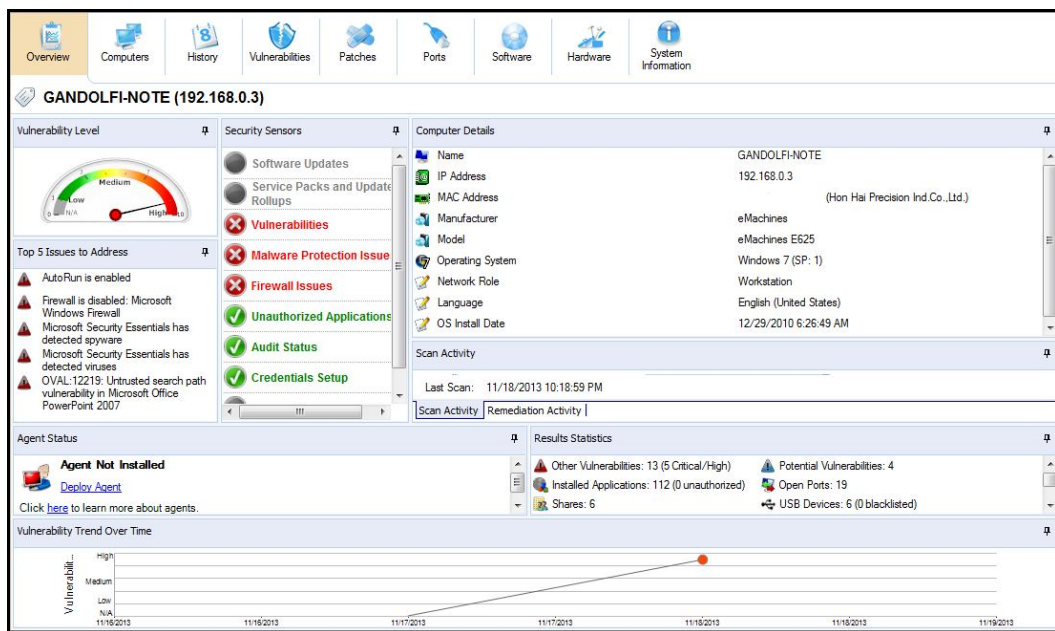 Overview
Computers
History
Vulnerabilities
Patches
Ports
Software
Hardware
System
Information
GANDOLFI-NOTE (192.168.0.3)
Vulnerability Level
Medium
Low
High
N/A
0
1
10
Top 5 Issues to Address
AutoRun is enabled
Firewall is disabled: Microsoft
Windows Firewall
Microsoft Security Essentials has
detected spyware
Microsoft Security Essentials has
detected viruses
OVAL:12219: Untrusted search path
vulnerability in Microsoft Office
PowerPoint 2007
Security Sensors
Software Updates
Service Packs and Update
Rollups
Vulnerabilities
Malware Protection Issue
Firewall Issues
Unauthorized Applications
Audit Status
Credentials Setup
Computer Details
Name GANDOLFI-NOTE
IP Address 192.168.0.3
MAC Address (Hon Hai Precision Ind.Co.,Ltd.)
Manufacturer eMachines
Model eMachines E625
Operating System Windows 7 (SP: 1)
Network Role Workstation
Language English (United States)
OS Install Date 12/29/2010 6:26:49 AM
Scan Activity
Last Scan: 11/18/2013 10:18:59 PM
Scan Activity Remediation Activity
Agent Status
Agent Not Installed
Deploy Agent
Click here to learn more about agents.
Results Statistics
Other Vulnerabilities: 13 (5 Critical/High) Potential Vulnerabilities: 4
Installed Applications: 112 (0 unauthorized) Open Ports: 19
Shares: 6 USB Devices: 6 (0 blacklisted)
Vulnerability Trend Over Time
Vulnerabilit...
High
Medium
Low
N/A
11/16/2013 11/16/2013 11/17/2013 11/17/2013 11/18/2013 11/18/2013 11/19/2013